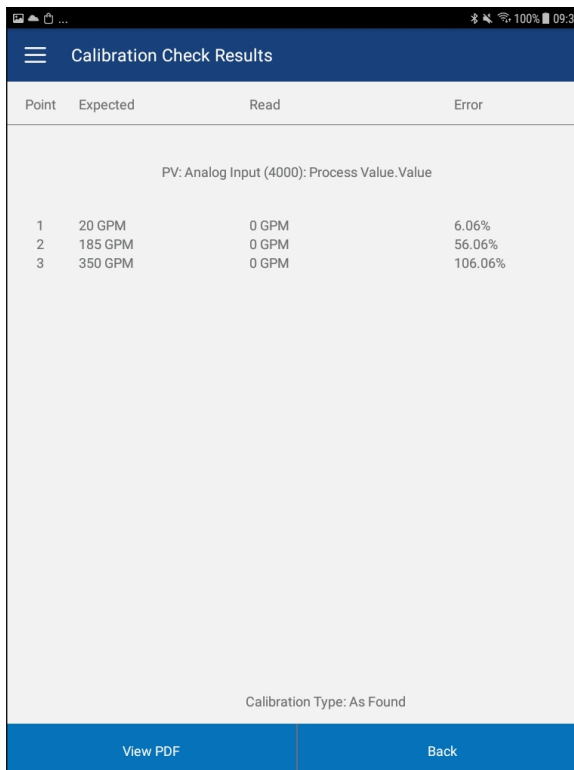 ... 100% 09:3
Calibration Check Results
Point Expected Read Error
PV: Analog Input (4000): Process Value.Value
1 20 GPM 0 GPM 6.06%
2 185 GPM 0 GPM 56.06%
3 350 GPM 0 GPM 106.06%
Calibration Type: As Found
View PDF Back